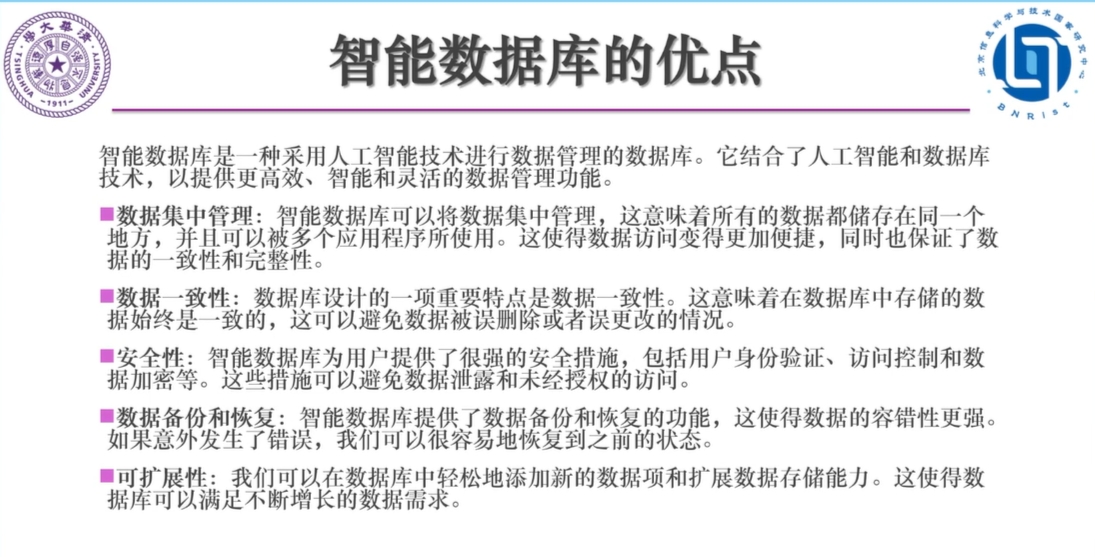 智能数据库的优点
清华大学
TSINGHUA UNIVERSITY
-1911-
北京信息科学与技术国家研究中心
BNRist
智能数据库是一种采用人工智能技术进行数据管理的数据库。它结合了人工智能和数据库
技术，以提供更高效、智能和灵活的数据管理功能。
■数据集中管理：智能数据库可以将数据集中管理，这意味着所有的数据都储存在同一个
地方，并且可以被多个应用程序所使用。这使得数据访问变得更加便捷，同时也保证了数
据的一致性和完整性。
■数据一致性：数据库设计的一项重要特点是数据一致性。这意味着在数据库中存储的数
据始终是一致的，这可以避免数据被误删除或者误更改的情况。
■安全性：智能数据库为用户提供了很强的安全措施，包括用户身份验证、访问控制和数
据加密等。这些措施可以避免数据泄露和未经授权的访问。
■数据备份和恢复：智能数据库提供了数据备份和恢复的功能，这使得数据的容错性更强。
如果意外发生了错误，我们可以很容易地恢复到之前的状态。
■可扩展性：我们可以在数据库中轻松地添加新的数据项和扩展数据存储能力。这使得数
据库可以满足不断增长的数据需求。